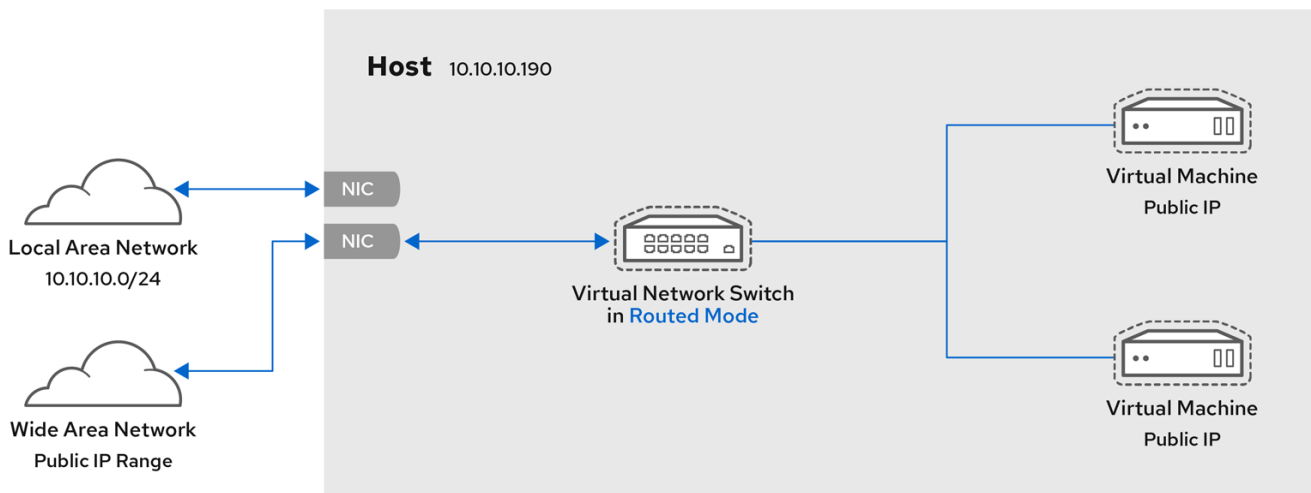 Host 10.10.10.190
NIC
Local Area Network
10.10.10.0/24
NIC
Wide Area Network
Public IP Range
Virtual Network Switch
in Routed Mode
Virtual Machine
Public IP
Virtual Machine
Public IP